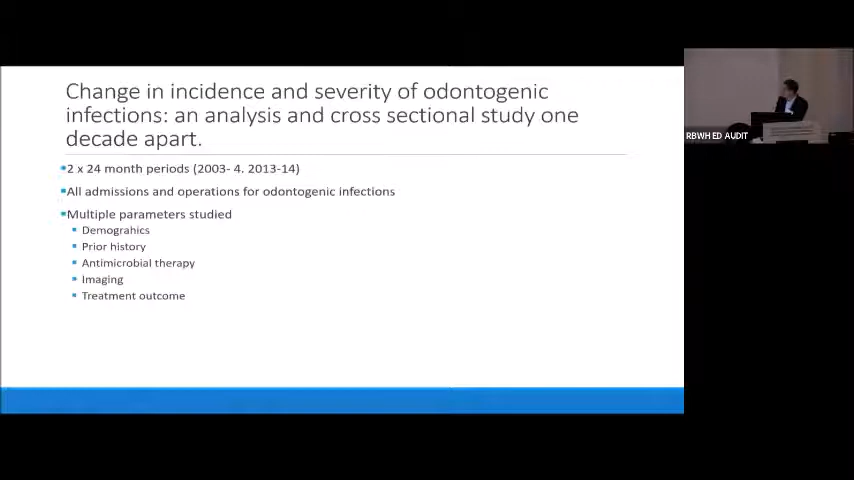 Change in incidence and severity of odontogenic
infections: an analysis and cross sectional study one
decade apart.
2 x 24 month periods (2003- 4. 2013-14)
All admissions and operations for odontogenic infections
Multiple parameters studied
Demograhics
Prior history
Antimicrobial therapy
Imaging
Treatment outcome
RBWH ED AUDIT